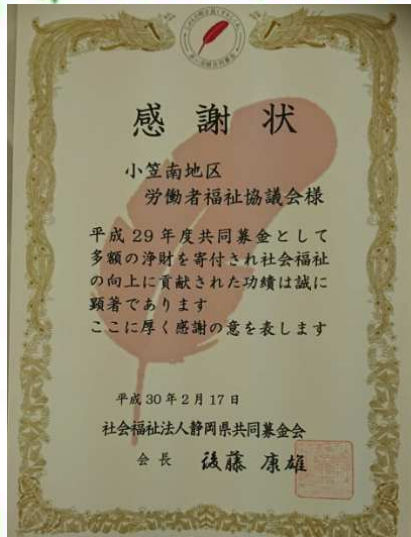 感謝状
小笠南地区
労働者福祉協議会様
平成29年度共同募金として
多額の浄財を寄付され社会福祉
の向上に貢献された功績は誠に
顕著であります
ここに厚く感謝の意を表します
平成30年2月17日
社会福祉法人静岡県共同募金会
会長 後藤康雄